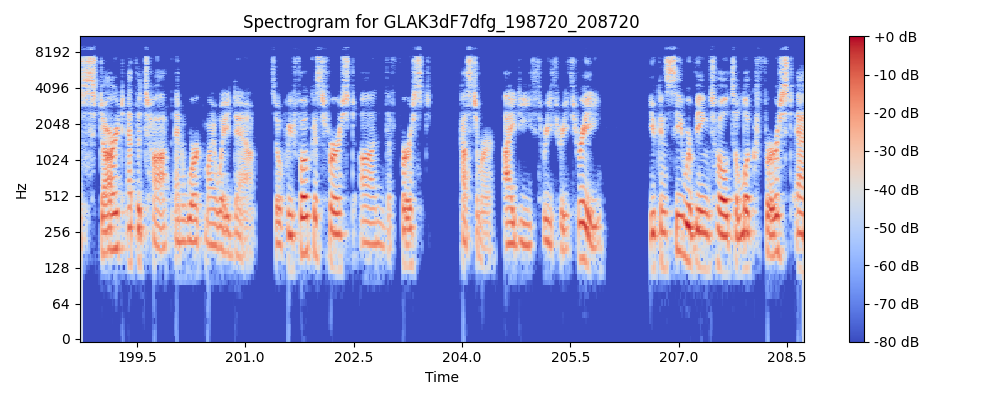 Spectrogram for GLAK3dF7dfg_198720_208720
Hz
8192
4096
2048
1024
512
256
128
64
0
199.5 201.0 202.5 204.0 205.5 207.0 208.5
Time
+0 dB
-10 dB
-20 dB
-30 dB
-40 dB
-50 dB
-60 dB
-70 dB
-80 dB